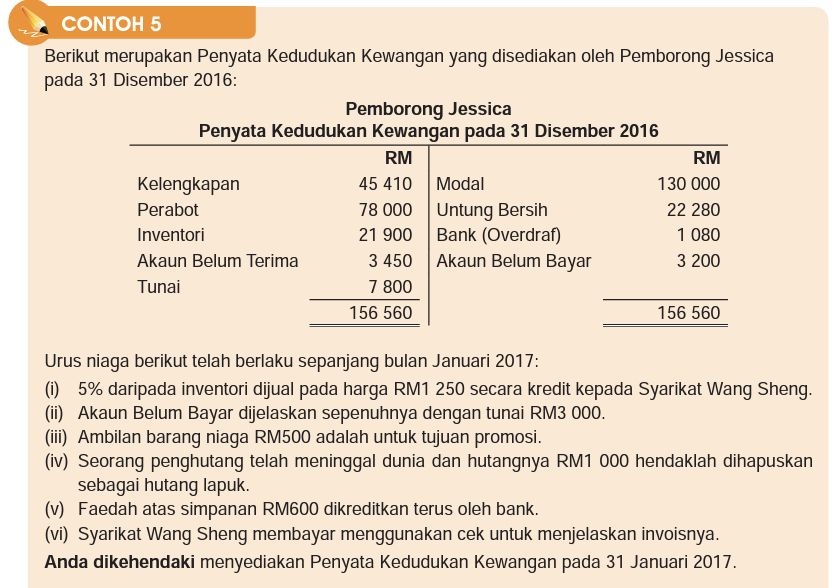 CONTOH 5
Berikut merupakan Penyata Kedudukan Kewangan yang disediakan oleh Pemborong Jessica
pada 31 Disember 2016:
Pemborong Jessica
Penyata Kedudukan Kewangan pada 31 Disember 2016
RM RM
Kelengkapan 45 410 Modal 130 000
Perabot 78 000 Untung Bersih 22 280
Inventori 21 900 Bank (Overdraf) 1 080
Akaun Belum Terima 3 450 Akaun Belum Bayar 3 200
Tunai 7 800
156 560 156 560
Urus niaga berikut telah berlaku sepanjang bulan Januari 2017:
(i) 5% daripada inventori dijual pada harga RM1 250 secara kredit kepada Syarikat Wang Sheng.
(ii) Akaun Belum Bayar dijelaskan sepenuhnya dengan tunai RM3 000.
(iii) Ambilan barang niaga RM500 adalah untuk tujuan promosi.
(iv) Seorang penghutang telah meninggal dunia dan hutangnya RM1 000 hendaklah dihapuskan
sebagai hutang lapuk.
(v) Faedah atas simpanan RM600 dikreditkan terus oleh bank.
(vi) Syarikat Wang Sheng membayar menggunakan cek untuk menjelaskan invoisnya.
Anda dikehendaki menyediakan Penyata Kedudukan Kewangan pada 31 Januari 2017.